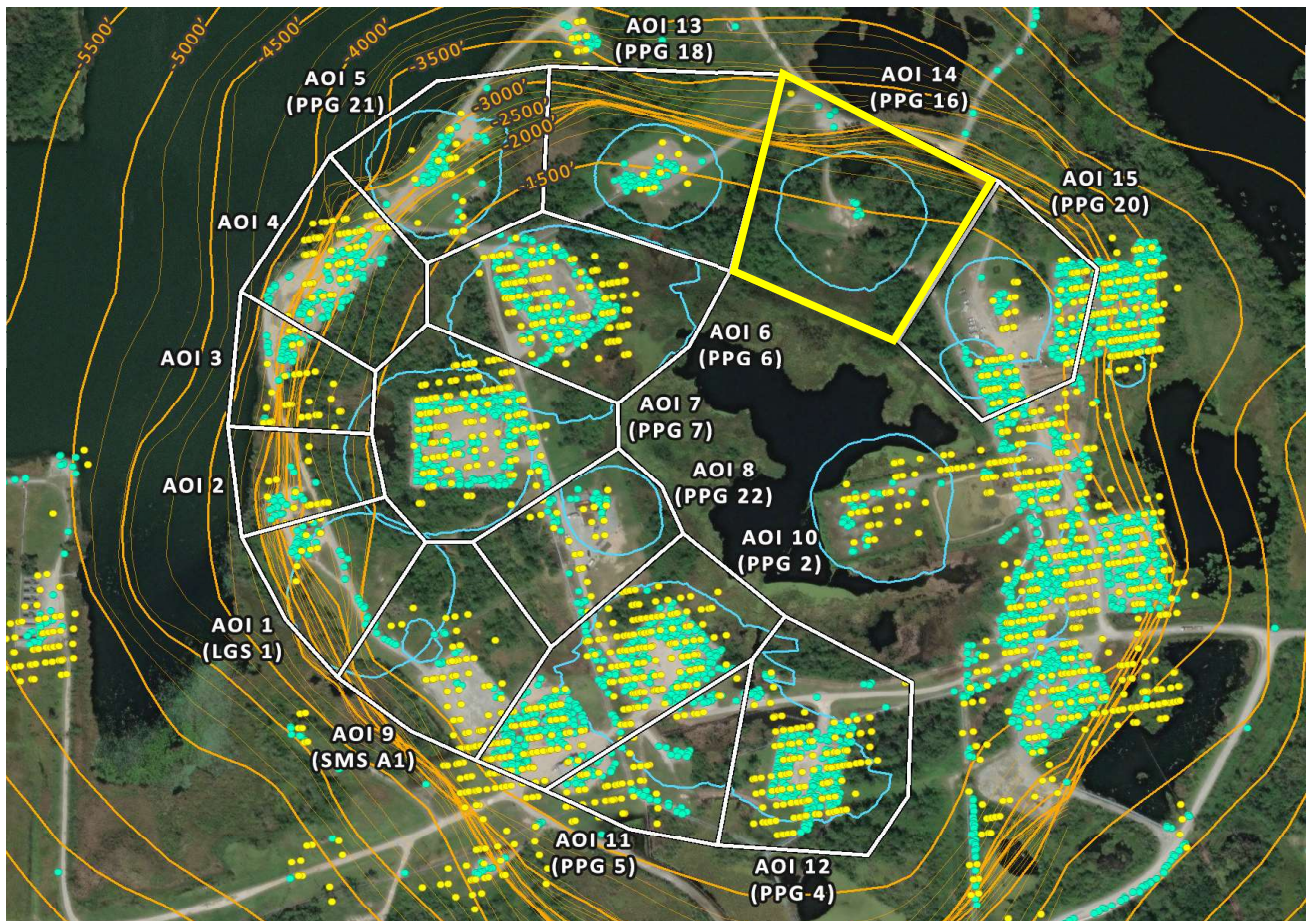 -5500'
-5000'
-4500'
-4000'
-3500'
-3000'
-2500'
-2000'
-1500'
AOI 13
(PPG 18)
AOI 5
(PPG 21)
AOI 14
(PPG 16)
AOI 15
(PPG 20)
AOI 4
AOI 3
AOI 6
(PPG 6)
AOI 7
(PPG 7)
AOI 2
AOI 8
(PPG 22)
AOI 10
(PPG 2)
AOI 1
(LGS 1)
AOI 9
(SMS A1)
AOI 11
(PPG 5)
AOI 12
(PPG 4)